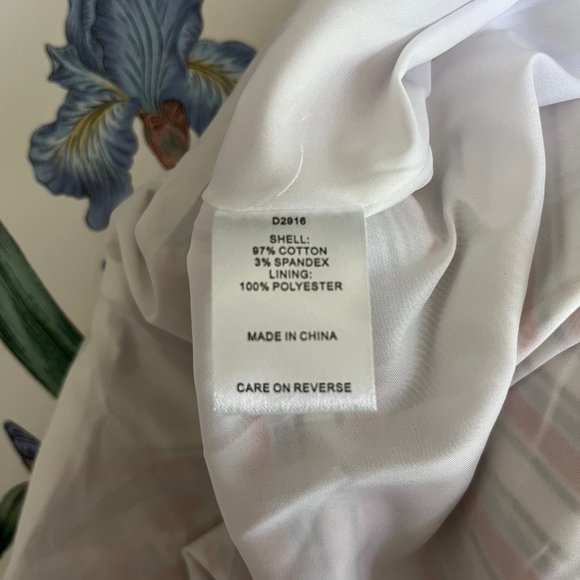 D2916
SHELL:
97% COTTON
3% SPANDEX
LINING:
100% POLYESTER
MADE IN CHINA
CARE ON REVERSE